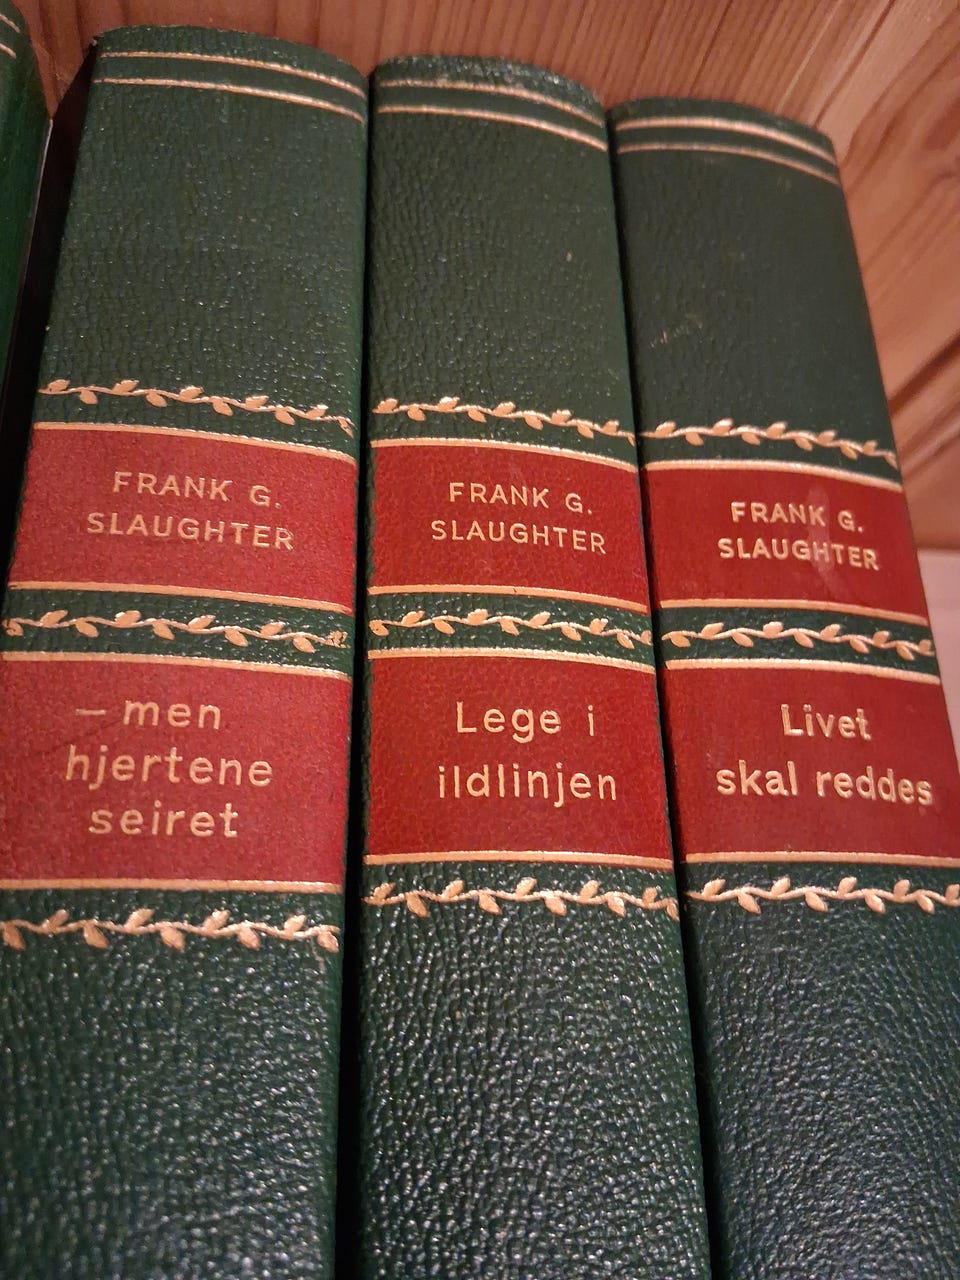 FRANK G.
SLAUGHTER
– men
hjertene
seiret
FRANK G.
SLAUGHTER
Lege i
ildlinjen
FRANK G.
SLAUGHTER
Livet
skal reddes